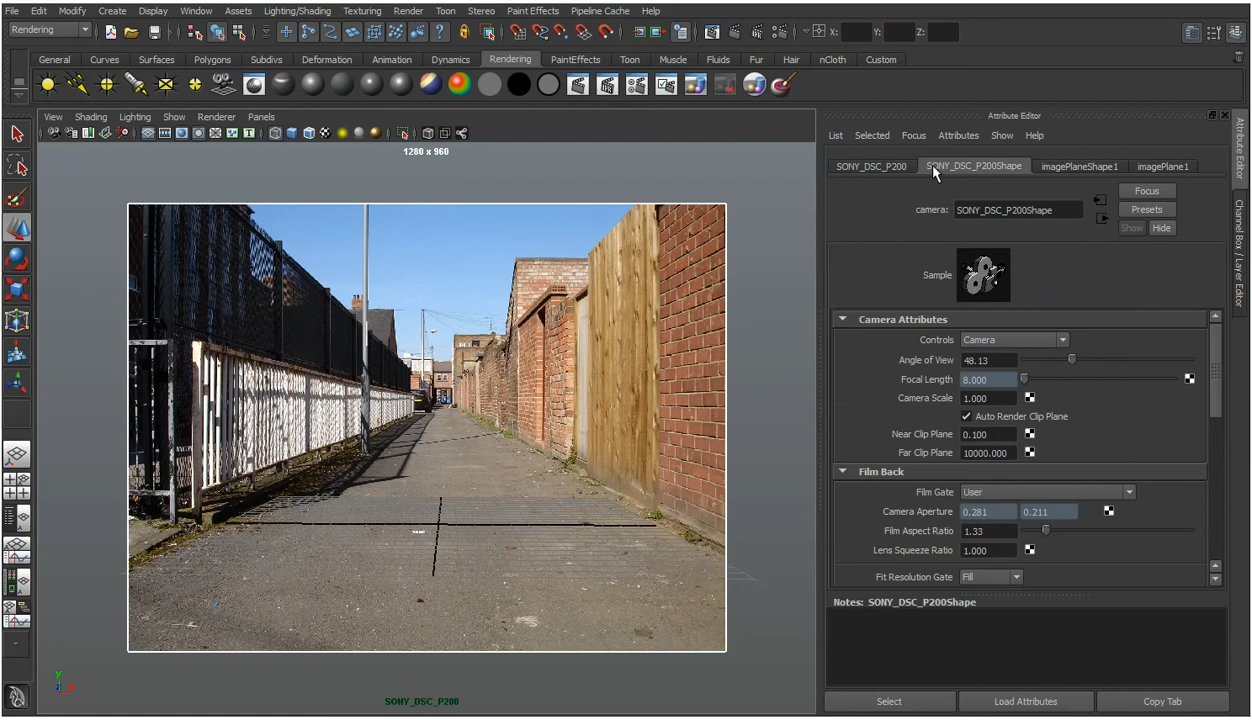 File Edit Modify Create Display Window Assets Lighting/Shading Texturing Render Toon Stereo Paint Effects Pipeline Cache Help
Rendering X: Y: Z:
General Curves Surfaces Polygons Subdivs Deformation Animation Dynamics Rendering PaintEffects Toon Muscle Fluids Fur Hair nCloth Custom
View Shading Lighting Show Renderer Panels
1280 x 960
SONY_DSC_P200
y
x
Attribute Editor
List Selected Focus Attributes Show Help
SONY_DSC_P200 SONY_DSC_P200Shape imagePlaneShape1 imagePlane1
camera: SONY_DSC_P200Shape
Focus
Presets
Show Hide
Sample
Camera Attributes
Controls Camera
Angle of View 48.13
Focal Length 8.000
Camera Scale 1.000
Auto Render Clip Plane
Near Clip Plane 0.100
Far Clip Plane 10000.000
Film Back
Film Gate User
Camera Aperture 0.281 0.211
Film Aspect Ratio 1.33
Lens Squeeze Ratio 1.000
Fit Resolution Gate Fill
Notes: SONY_DSC_P200Shape
Select Load Attributes Copy Tab
Attribute Editor
Channel Box / Layer Editor